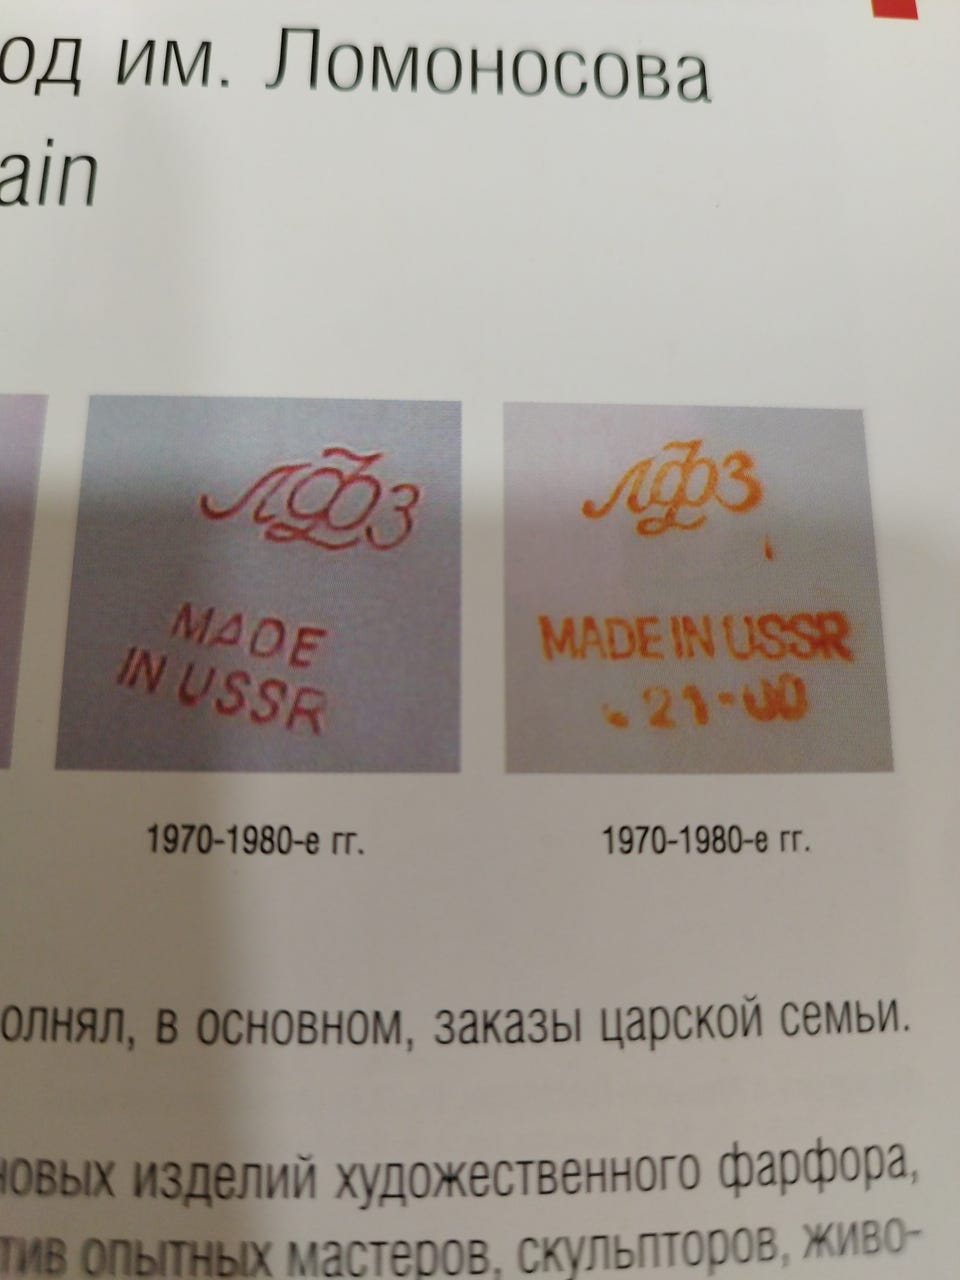 од им. Ломоносова
ain
ЛФЗ
MADE
IN USSR
ЛФЗ
MADE IN USSR
21-00
1970-1980-е гг.
1970-1980-е гг.
олнял, в основном, заказы царской семьи.
новых изделий художественного фарфора,
тив опытных мастеров, скульпторов, живо-